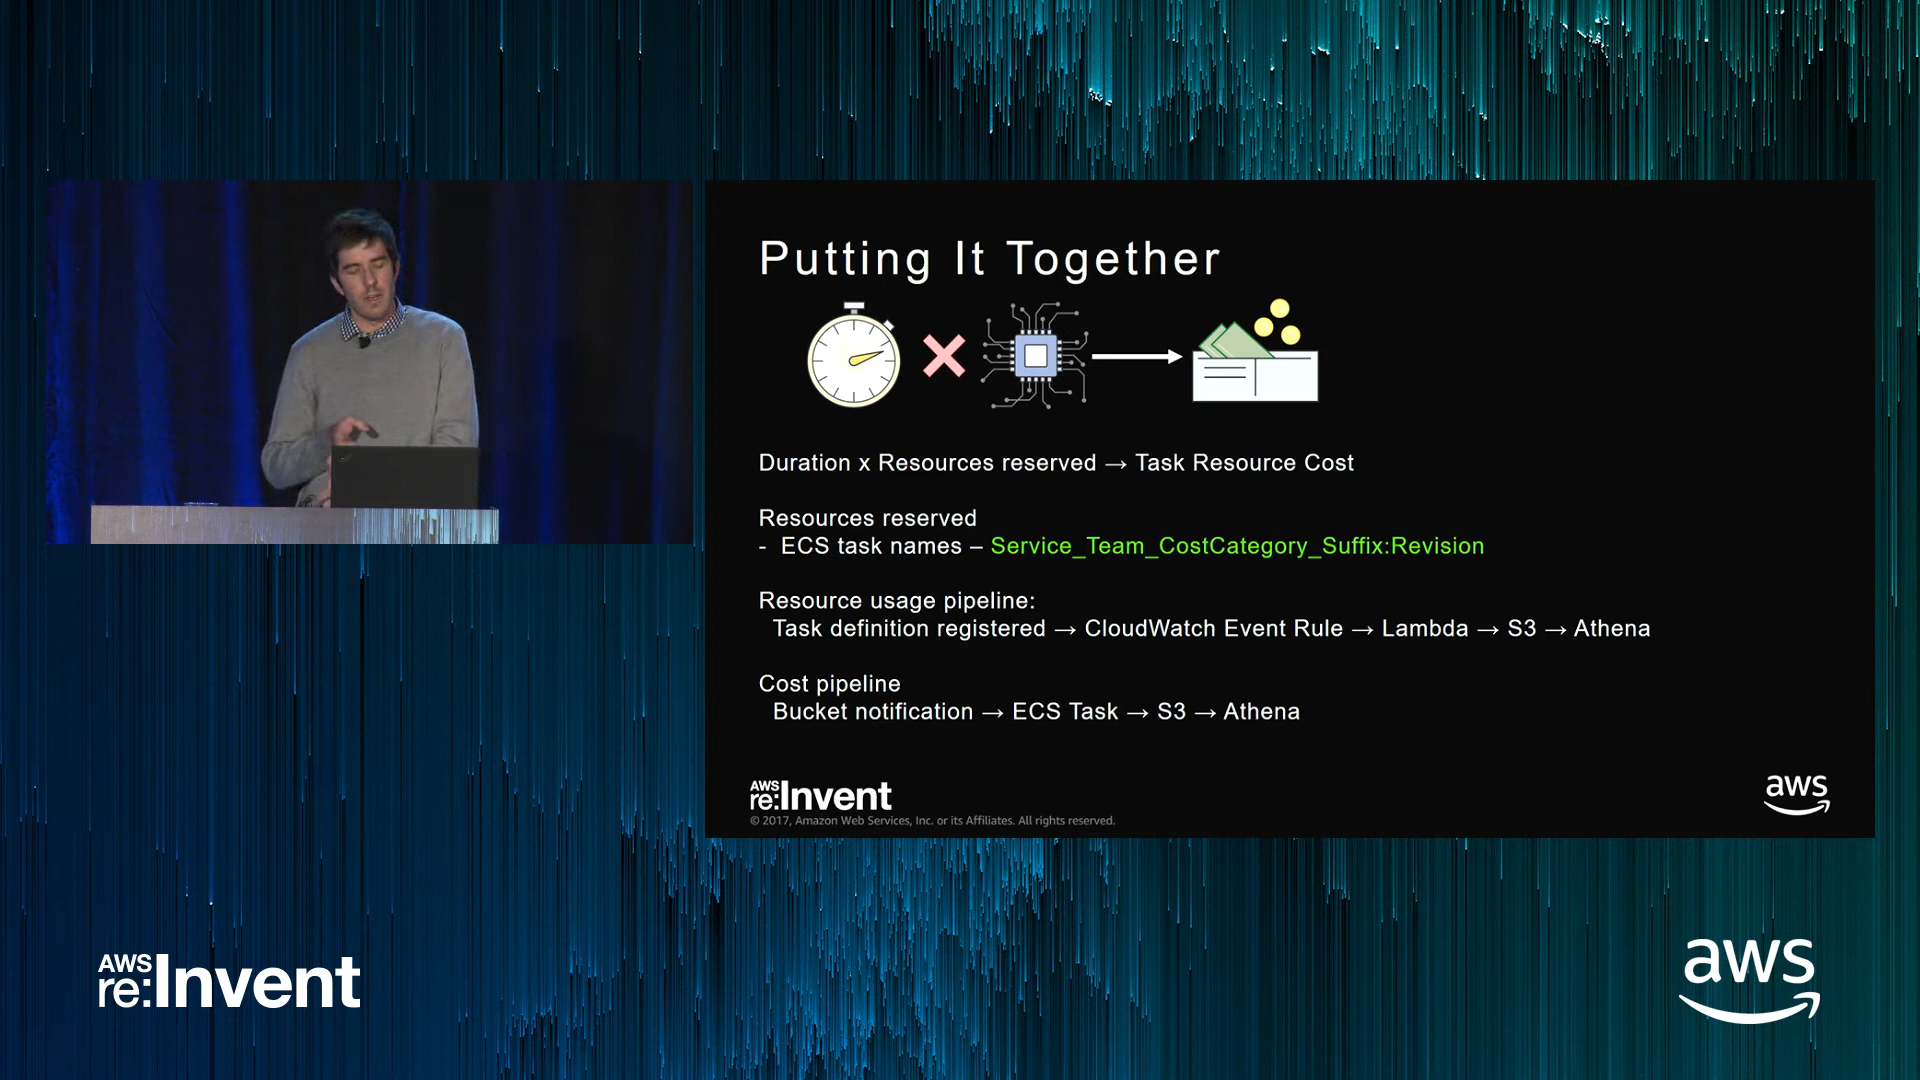 Putting It Together
Duration x Resources reserved → Task Resource Cost
Resources reserved
- ECS task names – Service_Team_CostCategory_Suffix:Revision
Resource usage pipeline:
Task definition registered → CloudWatch Event Rule → Lambda → S3 → Athena
Cost pipeline
Bucket notification → ECS Task → S3 → Athena
AWS
re:Invent
© 2017, Amazon Web Services, Inc. or its Affiliates. All rights reserved.
aws
AWS
re:Invent
aws